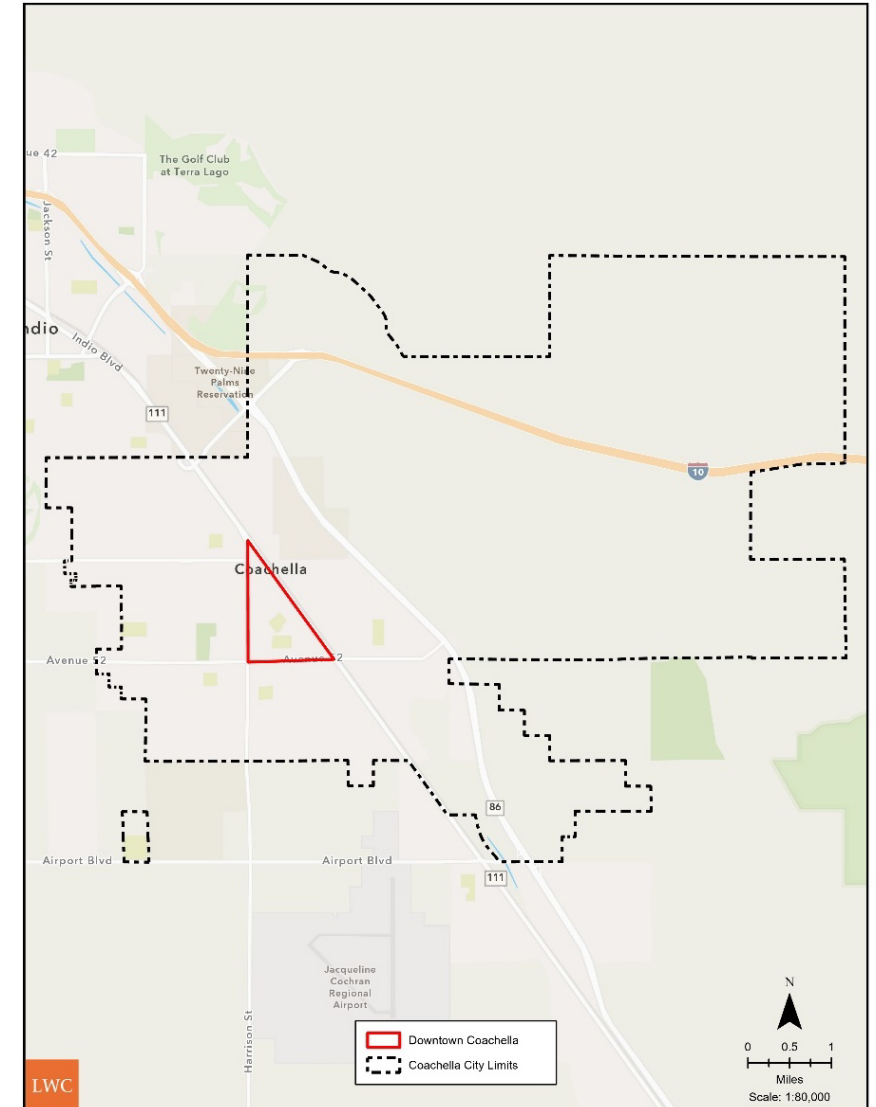 The Golf Club
at Terra Lago
ue 42
Jackson St
ndio
Indio Blvd
Twenty-Nine
Palms
Reservation
111
10
Coachella
Avenue 52
Avenue 52
86
Airport Blvd
Airport Blvd
111
Jacqueline
Cochran
Regional
Airport
Harrison St
N
Downtown Coachella
Coachella City Limits
0 0.5 1
Miles
Scale: 1:80,000
LWC